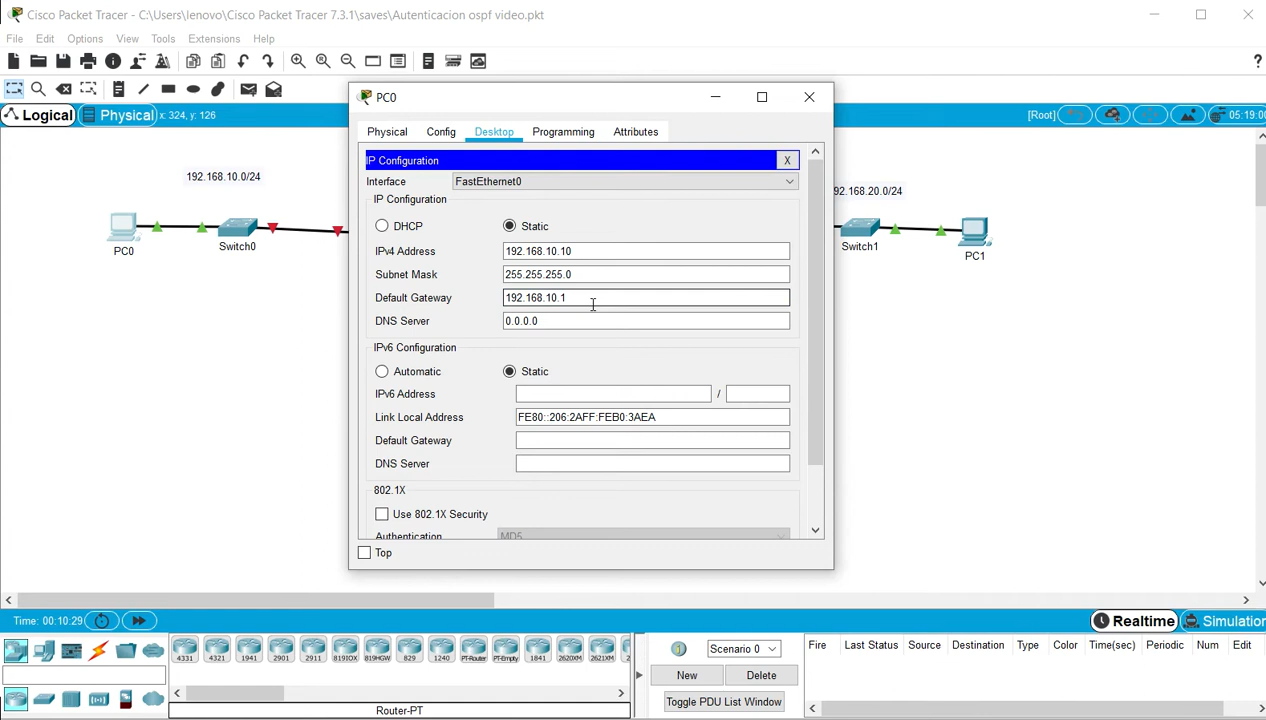 Cisco Packet Tracer - C:\Users\lenovo\Cisco Packet Tracer 7.3.1\saves\Autenticacion ospf video.pkt
File Edit Options View Tools Extensions Help
?
Logical Physical x: 324, y: 126 [Root] 05:19:00
192.168.10.0/24
PC0
Switch0
92.168.20.0/24
Switch1
PC1
PC0
Physical Config Desktop Programming Attributes
IP Configuration X
Interface FastEthernet0
IP Configuration
DHCP Static
IPv4 Address 192.168.10.10
Subnet Mask 255.255.255.0
Default Gateway 192.168.10.1
DNS Server 0.0.0.0
IPv6 Configuration
Automatic Static
IPv6 Address /
Link Local Address FE80::206:2AFF:FEB0:3AEA
Default Gateway
DNS Server
802.1X
Use 802.1X Security
Authentication MD5
Top
Time: 00:10:29 Realtime Simulation
4331 4321 1941 2901 2911 819IOX 819HGW 829 1240 PT-Router PT-Empty 1841 2620XM 2621XM 2
Router-PT
Scenario 0
New Delete
Toggle PDU List Window
Fire Last Status Source Destination Type Color Time(sec) Periodic Num Edit